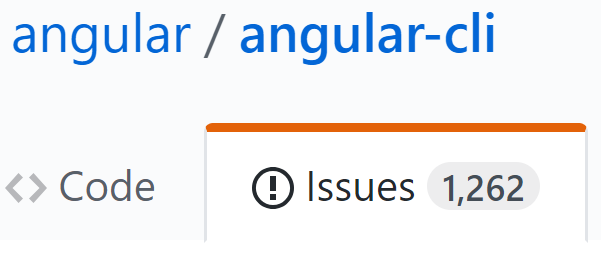 angular / angular-cli
Code Issues 1,262